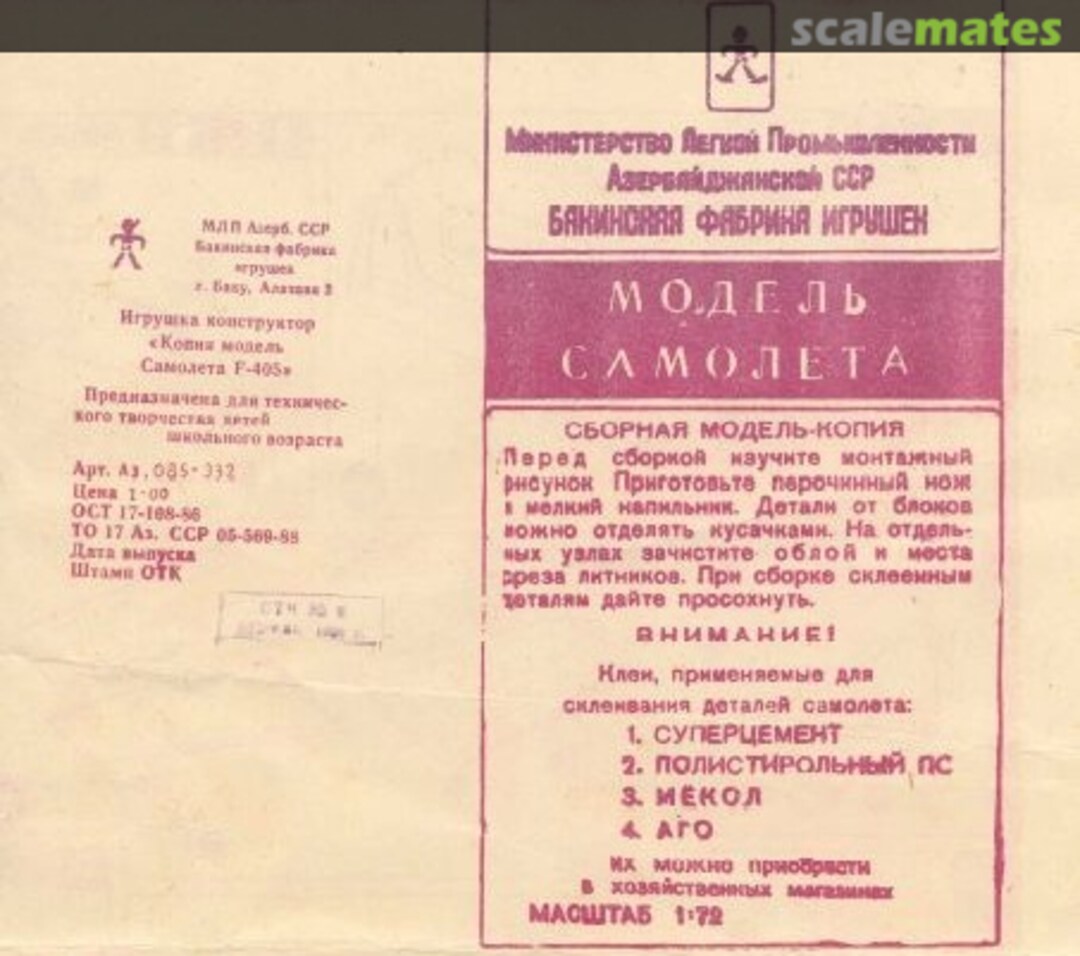 scalemates
МЛП Азерб. ССР
Бакинская фабрика
игрушек
г. Баку, 2
Игрушка конструктор
«Копия модель
Самолета F-405»
Предназначена для техничес-
кого творчества детей
школьного возраста
Арт. Аз. 085-332
Цена 1-00
ОСТ 17-168-86
ТО 17 Аз. ССР 05-569-88
Дата выпуска
Штамп ОТК
Министерство Легкой Промышленности
Азербайджанской ССР
БАКИНСКАЯ ФАБРИКА ИГРУШЕК
МОДЕЛЬ
САМОЛЕТА
СБОРНАЯ МОДЕЛЬ-КОПИЯ
Перед сборкой изучите монтажный
рисунок Приготовьте перочинный нож
и мелкий напильник. Детали от блоков
можно отделять кусачками. На отдель-
ных узлах зачистите облой и места
среза литников. При сборке склеенным
деталям дайте просохнуть.
ВНИМАНИЕ!
Клеи, применяемые для
склеивания деталей самолета:
1. СУПЕРЦЕМЕНТ
2. ПОЛИСТИРОЛЬНЫЙ ПС
3. МЕКОЛ
4. АГО
Их можно приобрести
в хозяйственных магазинах
МАСШТАБ 1:72